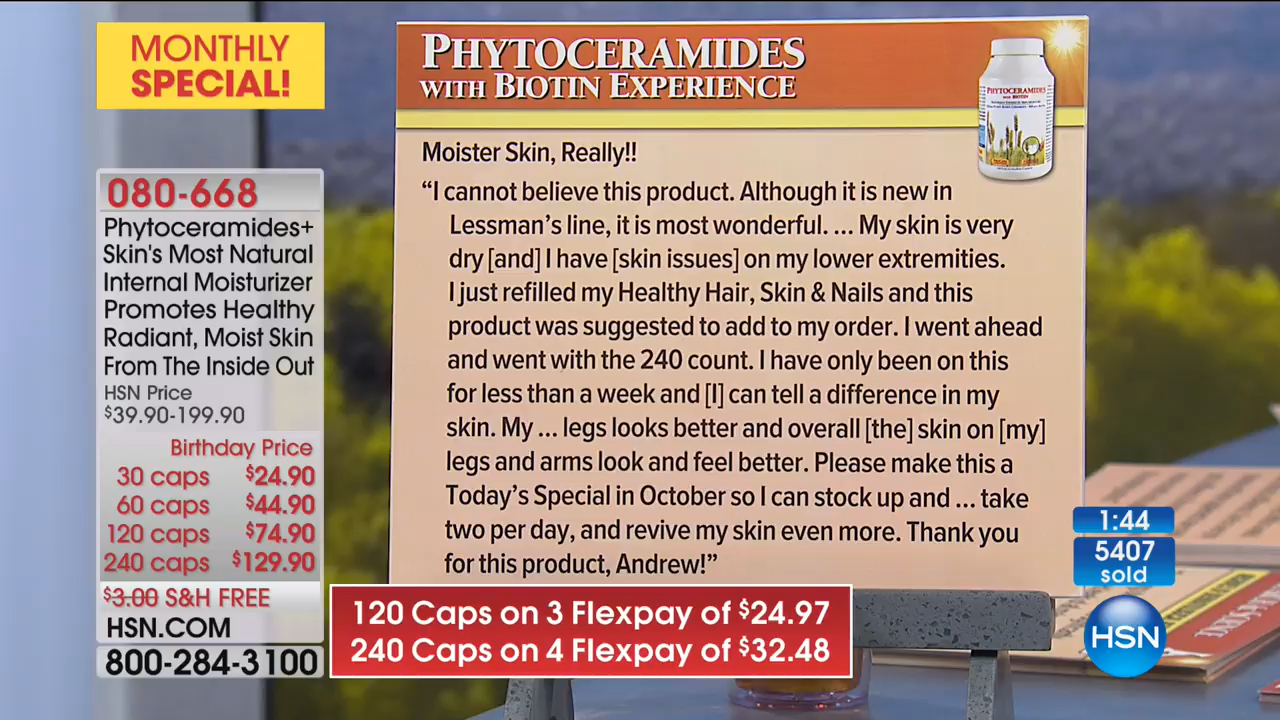 MONTHLY
SPECIAL!
080-668
Phytoceramides+
Skin's Most Natural
Internal Moisturizer
Promotes Healthy
Radiant, Moist Skin
From The Inside Out
HSN Price
$39.90-199.90
Birthday Price
30 caps $24.90
60 caps $44.90
120 caps $74.90
240 caps $129.90
$3.00 S&H FREE
HSN.COM
800-284-3100
PHYTOCERAMIDES
WITH BIOTIN EXPERIENCE
PHYTOCERAMIDES
WITH BIOTIN
Moister Skin, Really!!
“I cannot believe this product. Although it is new in
Lessman’s line, it is most wonderful. ... My skin is very
dry [and] I have [skin issues] on my lower extremities.
I just refilled my Healthy Hair, Skin & Nails and this
product was suggested to add to my order. I went ahead
and went with the 240 count. I have only been on this
for less than a week and [I] can tell a difference in my
skin. My ... legs looks better and overall [the] skin on [my]
legs and arms look and feel better. Please make this a
Today’s Special in October so I can stock up and ... take
two per day, and revive my skin even more. Thank you
for this product, Andrew!”
120 Caps on 3 Flexpay of $24.97
240 Caps on 4 Flexpay of $32.48
1:44
5407
sold
HSN